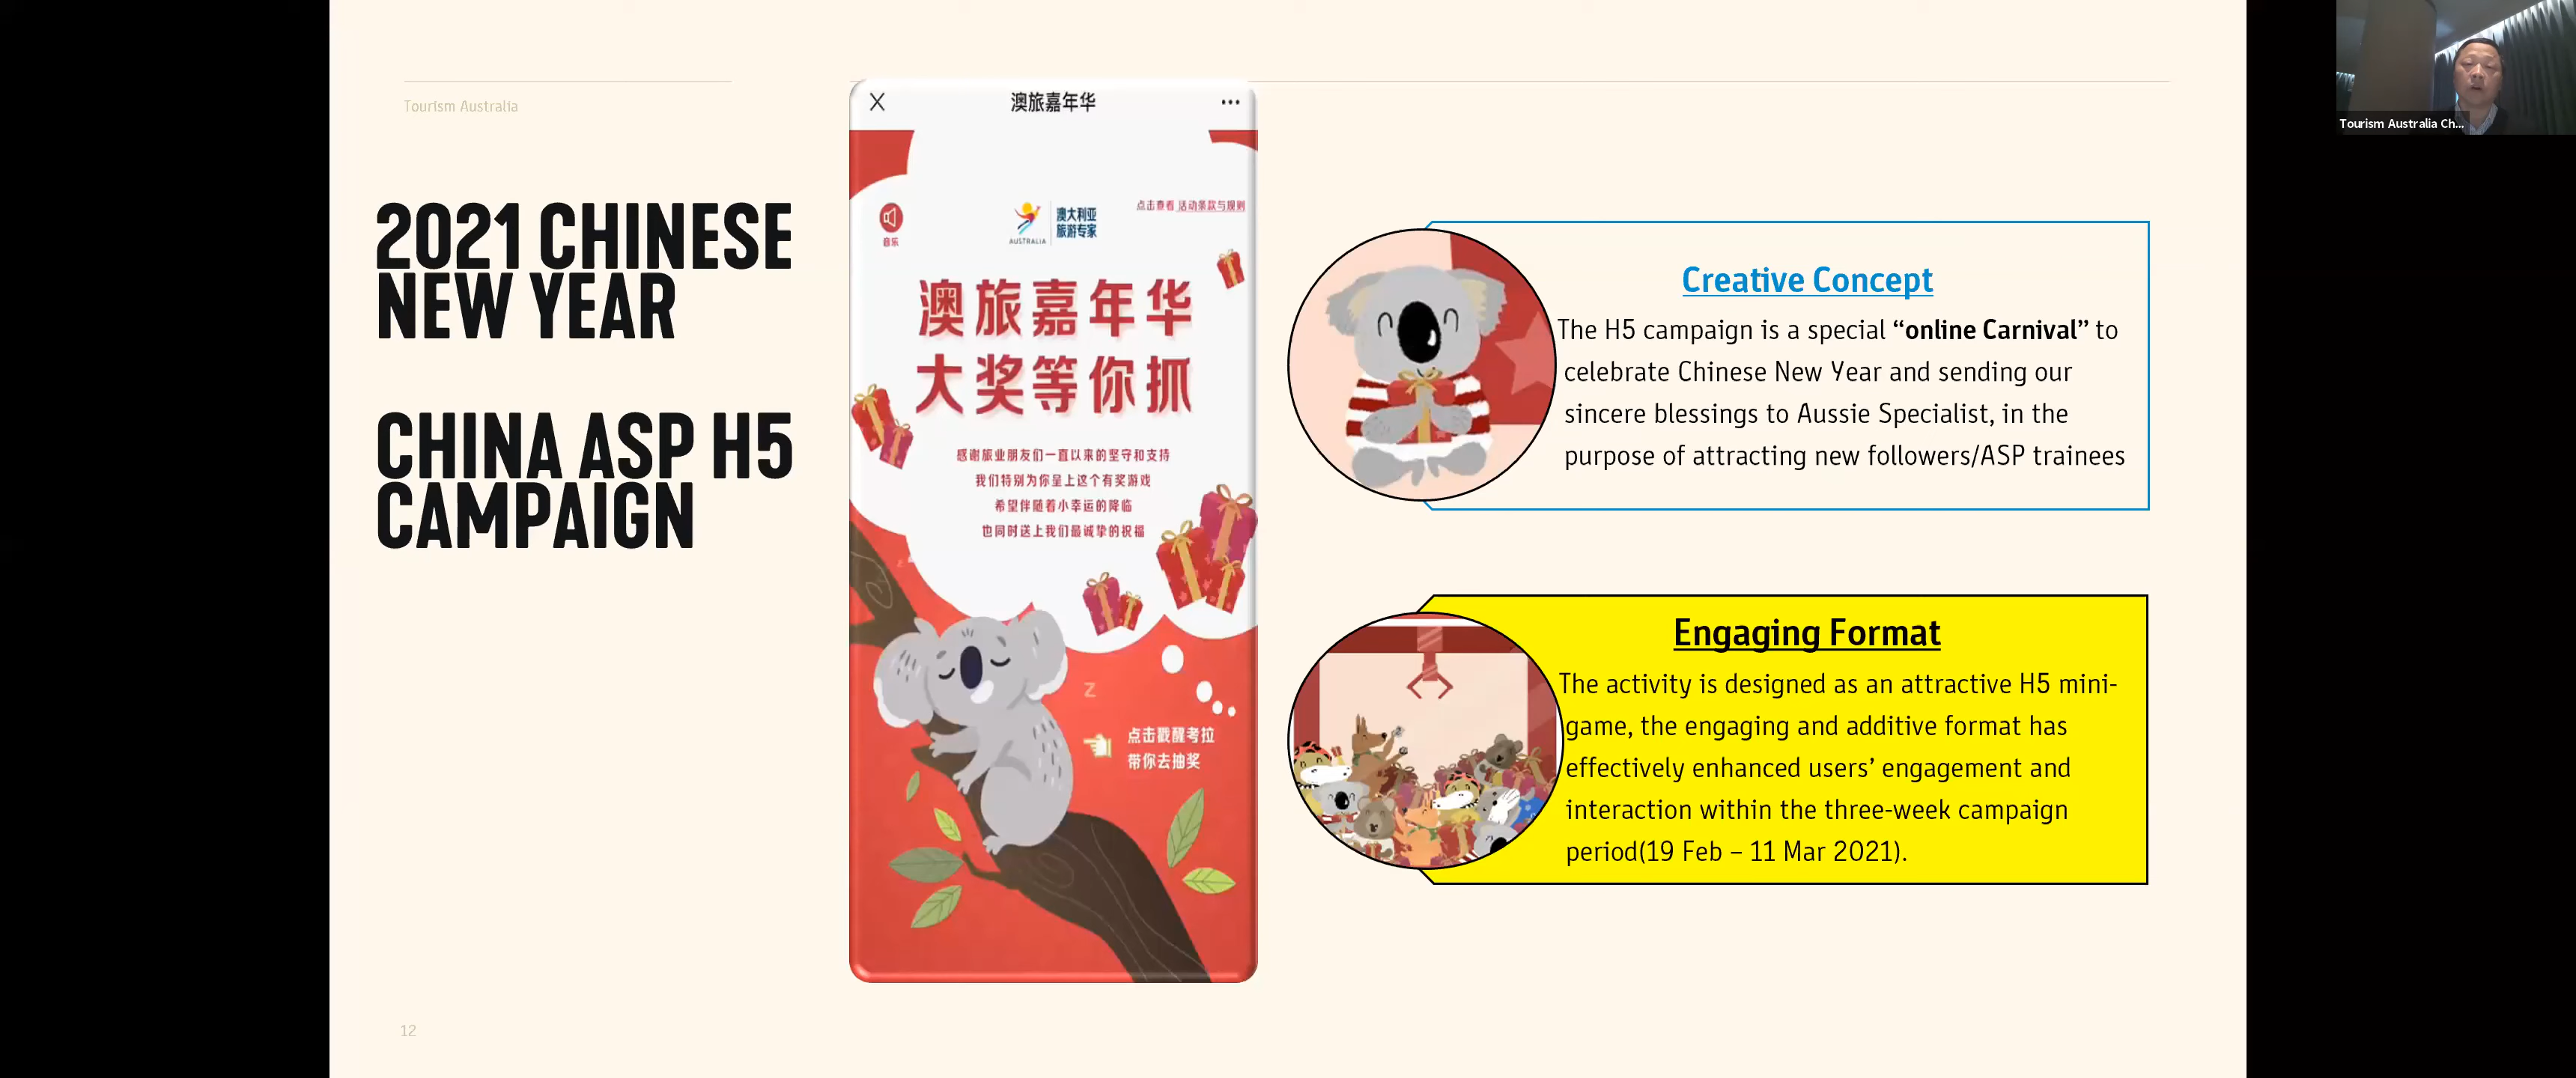 Tourism Australia
2021 CHINESE
NEW YEAR
CHINA ASP H5
CAMPAIGN
12
X 澳旅嘉年华 ...
音乐
AUSTRALIA
澳大利亚
旅游专家
点击查看 活动条款与规则
澳旅嘉年华
大奖等你抓
感谢旅业朋友们一直以来的坚守和支持
我们特别为你呈上这个有奖游戏
希望伴随着小幸运的降临
也同时送上我们最诚挚的祝福
z
Z
点击戳醒考拉
带你去抽奖
Creative Concept
The H5 campaign is a special “online Carnival” to
celebrate Chinese New Year and sending our
sincere blessings to Aussie Specialist, in the
purpose of attracting new followers/ASP trainees
Engaging Format
The activity is designed as an attractive H5 mini-
game, the engaging and additive format has
effectively enhanced users’ engagement and
interaction within the three-week campaign
period(19 Feb – 11 Mar 2021).
Tourism Australia Ch...